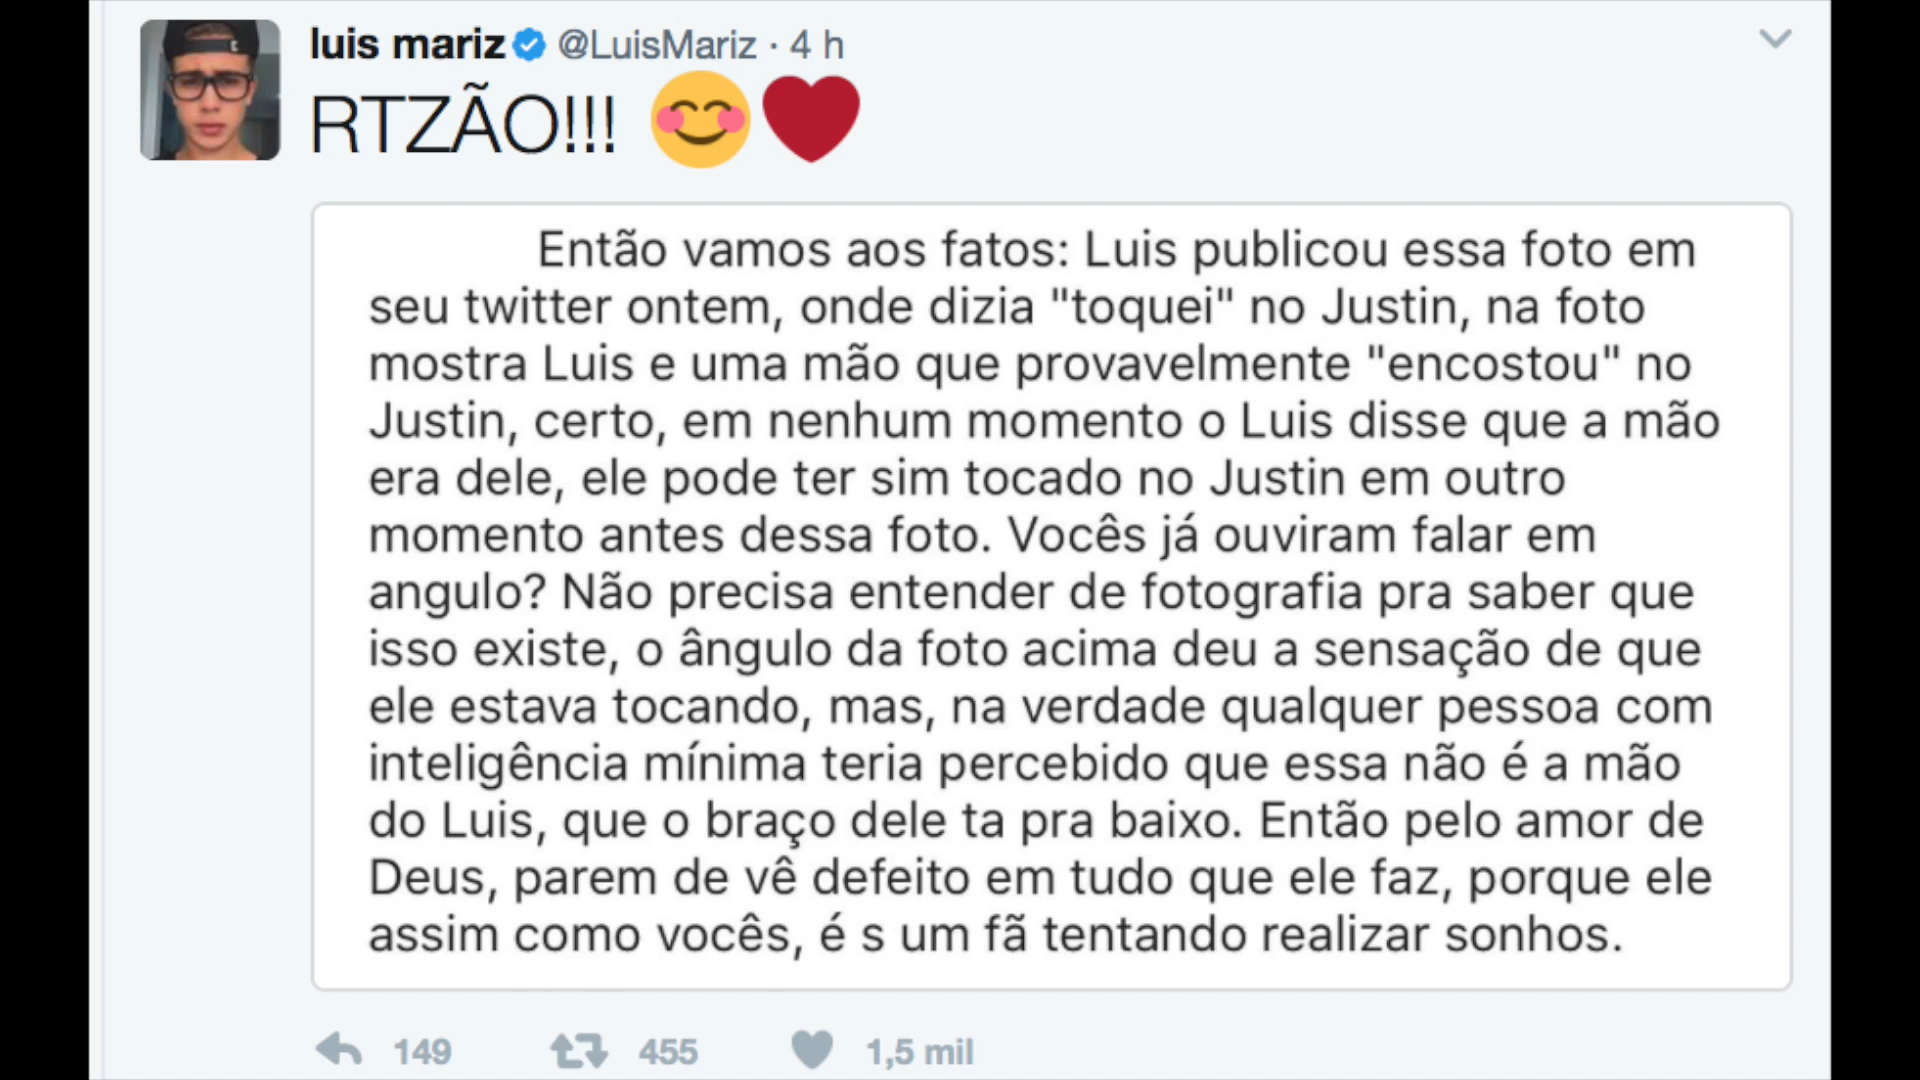 luis mariz @LuisMariz · 4 h
RTZÃO!!! 😊❤️
Então vamos aos fatos: Luis publicou essa foto em
seu twitter ontem, onde dizia "toquei" no Justin, na foto
mostra Luis e uma mão que provavelmente "encostou" no
Justin, certo, em nenhum momento o Luis disse que a mão
era dele, ele pode ter sim tocado no Justin em outro
momento antes dessa foto. Vocês já ouviram falar em
angulo? Não precisa entender de fotografia pra saber que
isso existe, o ângulo da foto acima deu a sensação de que
ele estava tocando, mas, na verdade qualquer pessoa com
inteligência mínima teria percebido que essa não é a mão
do Luis, que o braço dele ta pra baixo. Então pelo amor de
Deus, parem de vê defeito em tudo que ele faz, porque ele
assim como vocês, é s um fã tentando realizar sonhos.
149 455 1,5 mil